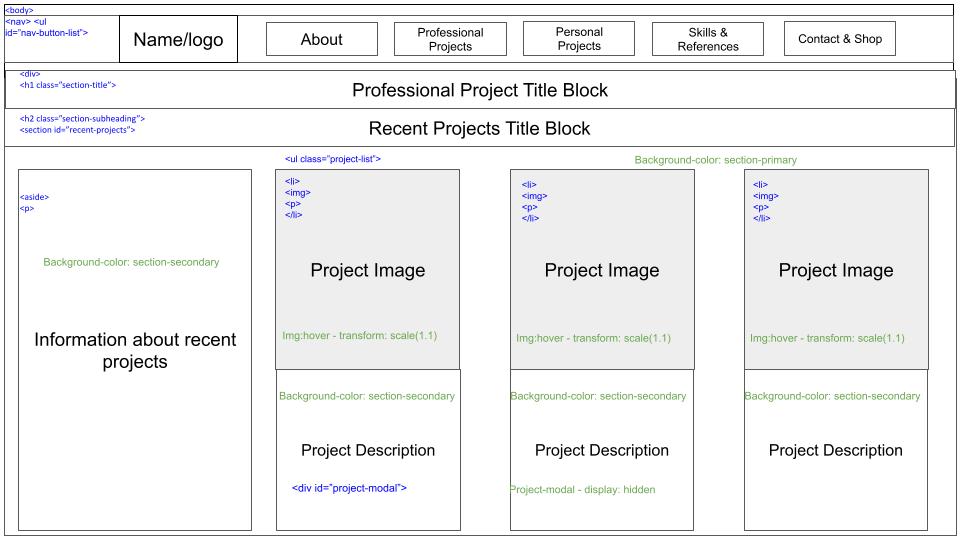 <body>
<nav> <ul
id="nav-button-list">
Name/logo
About
Professional
Projects
Personal
Projects
Skills &
References
Contact & Shop
<div>
<h1 class="section-title">
Professional Project Title Block
<h2 class="section-subheading">
<section id="recent-projects">
Recent Projects Title Block
<ul class="project-list">
Background-color: section-primary
<aside>
<p>
Background-color: section-secondary
Information about recent
projects
<li>
<img>
<p>
</li>
Project Image
Img:hover - transform: scale(1.1)
Background-color: section-secondary
Project Description
<div id="project-modal">
<li>
<img>
<p>
</li>
Project Image
Img:hover - transform: scale(1.1)
Background-color: section-secondary
Project Description
Project-modal - display: hidden
<li>
<img>
<p>
</li>
Project Image
Img:hover - transform: scale(1.1)
Background-color: section-secondary
Project Description